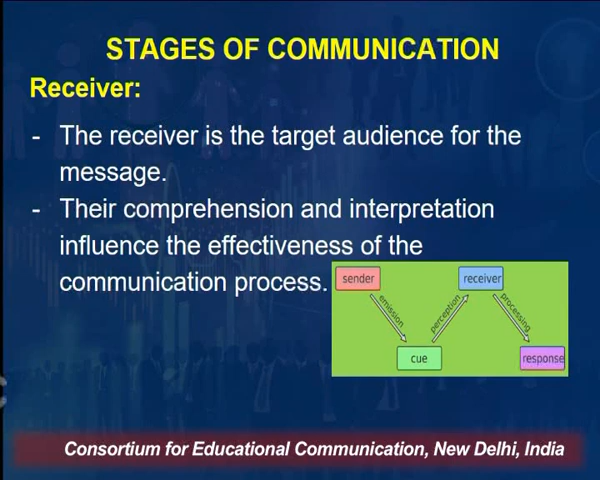 STAGES OF COMMUNICATION
Receiver:
- The receiver is the target audience for the
message.
- Their comprehension and interpretation
influence the effectiveness of the
communication process.
sender
receiver
emission
perception
processing
cue
response
Consortium for Educational Communication, New Delhi, India